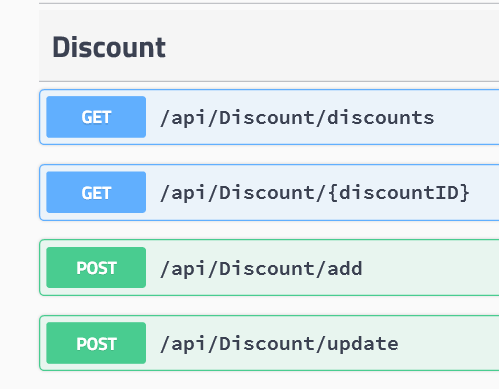 Discount
GET /api/Discount/discounts
GET /api/Discount/{discountID}
POST /api/Discount/add
POST /api/Discount/update